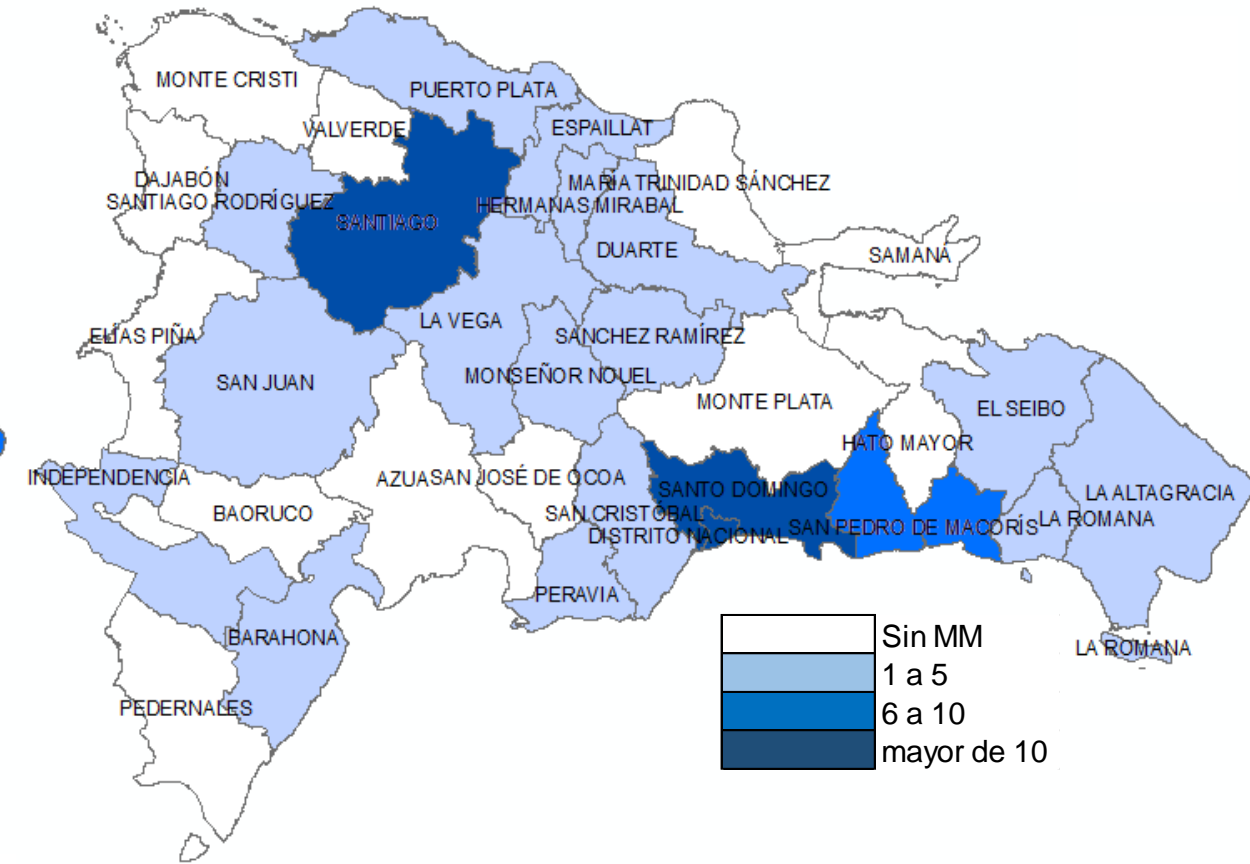 MONTE CRISTI
PUERTO PLATA
VALVERDE
ESPAILLAT
DAJABÓN
MARÍA TRINIDAD SÁNCHEZ
SANTIAGO RODRÍGUEZ
HERMANAS MIRABAL
SANTIAGO
DUARTE
SAMANÁ
LA VEGA
ELÍAS PIÑA
SÁNCHEZ RAMÍREZ
SAN JUAN
MONSEÑOR NOUEL
MONTE PLATA
EL SEIBO
HATO MAYOR
INDEPENDENCIA
AZUA
SAN JOSÉ DE OCOA
SANTO DOMINGO
LA ALTAGRACIA
BAORUCO
SAN CRISTÓBAL
LA ROMANA
DISTRITO NACIONAL
SAN PEDRO DE MACORÍS
PERAVIA
BARAHONA
LA ROMANA
PEDERNALES
Sin MM
1 a 5
6 a 10
mayor de 10